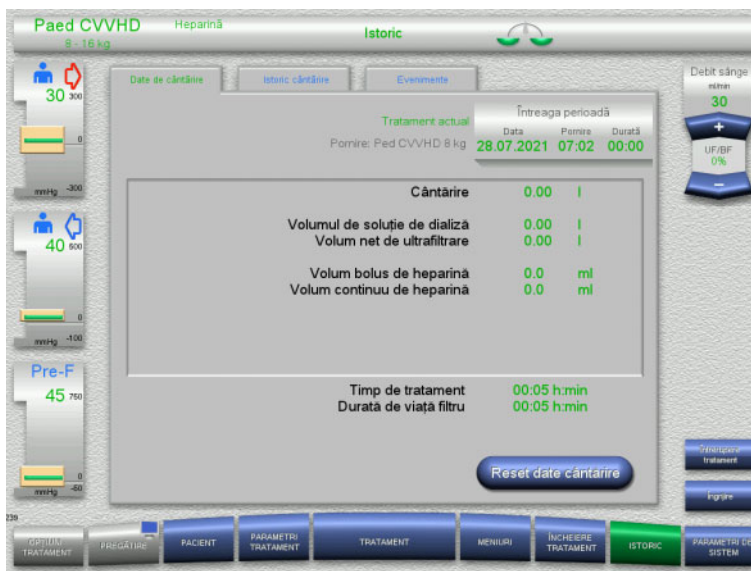 Paed CVVHD Heparină
8 - 16 kg
Istoric
30 300
0
mmHg -300
40 500
0
mmHg -100
Pre-F
45 750
0
mmHg -50
Date de cântărire
Istoric cântărire
Evenimente
Tratament actual
Pornire: Ped CVVHD 8 kg
Întreaga perioadă
Data Pornire Durată
28.07.2021 07:02 00:00
Cântărire 0.00 l
Volumul de soluție de dializă 0.00 l
Volum net de ultrafiltrare 0.00 l
Volum bolus de heparină 0.0 ml
Volum continuu de heparină 0.0 ml
Timp de tratament 00:05 h:min
Durată de viață filtru 00:05 h:min
Reset date cântărire
Debit sânge
ml/min
30
+
UF/BF
0%
–
Întrerupere
tratament
Îngrijire
OPȚIUNI
TRATAMENT
PREGĂTIRE
PACIENT
PARAMETRI
TRATAMENT
TRATAMENT
MENIURI
ÎNCHEIERE
TRATAMENT
ISTORIC
PARAMETRI DE
SISTEM